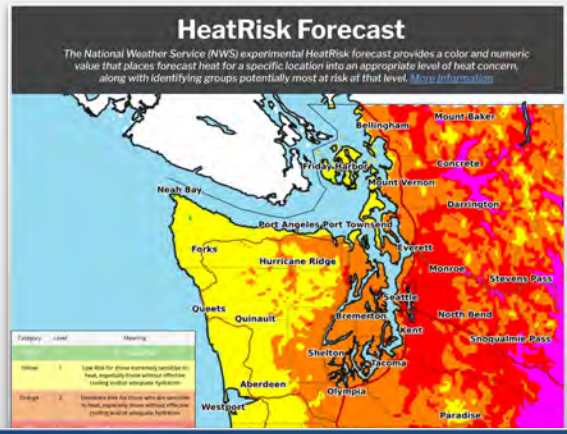 HeatRisk Forecast
The National Weather Service (NWS) experimental HeatRisk forecast provides a color and numeric
value that places forecast heat for a specific location into an appropriate level of heat concern,
along with identifying groups potentially most at risk at that level. More Information
Mount Baker
Bellingham
Friday Harbor
Concrete
Neah Bay
Mount Vernon
Darrington
Port Angeles
Port Townsend
Forks
Everett
Hurricane Ridge
Monroe
Stevens Pass
Seattle
Queets
Quinault
Bremerton
North Bend
Kent
Snoqualmie Pass
Shelton
Tacoma
Aberdeen
Olympia
Westport
Paradise
Category Level Meaning
Yellow 1 Low Risk for those extremely sensitive to
heat, especially those without effective
cooling and/or adequate hydration
Orange 2 Moderate Risk for those who are sensitive
to heat, especially those without effective
cooling and/or adequate hydration